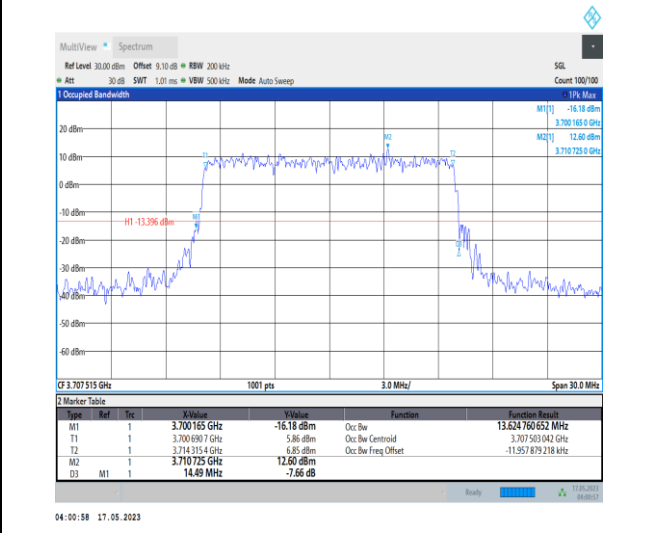 MultiView Spectrum
Ref Level 30.00 dBm Offset 9.10 dB RBW 200 kHz SGL
Att 30 dB SWT 1.01 ms VBW 500 kHz Mode Auto Sweep Count 100/100
1 Occupied Bandwidth 1Pk Max
M1[1] -16.18 dBm
3.700 165 0 GHz
M2[1] 12.60 dBm
3.710 725 0 GHz
20 dBm
M2
T1 T2
10 dBm
0 dBm
-10 dBm
M1
H1 -13.396 dBm
-20 dBm
-30 dBm
-40 dBm
-50 dBm
-60 dBm
CF 3.707 515 GHz 1001 pts 3.0 MHz/ Span 30.0 MHz
2 Marker Table
Type Ref Trc X-Value Y-Value Function Function Result
M1 1 3.700 165 GHz -16.18 dBm Occ Bw 13.624 760 652 MHz
T1 1 3.700 690 7 GHz 5.86 dBm Occ Bw Centroid 3.707 503 042 GHz
T2 1 3.714 315 4 GHz 6.85 dBm Occ Bw Freq Offset -11.957 879 218 kHz
M2 1 3.710 725 GHz 12.60 dBm
D3 M1 1 14.49 MHz -7.66 dB
Ready 17.05.2023
04:00:57
04:00:58 17.05.2023